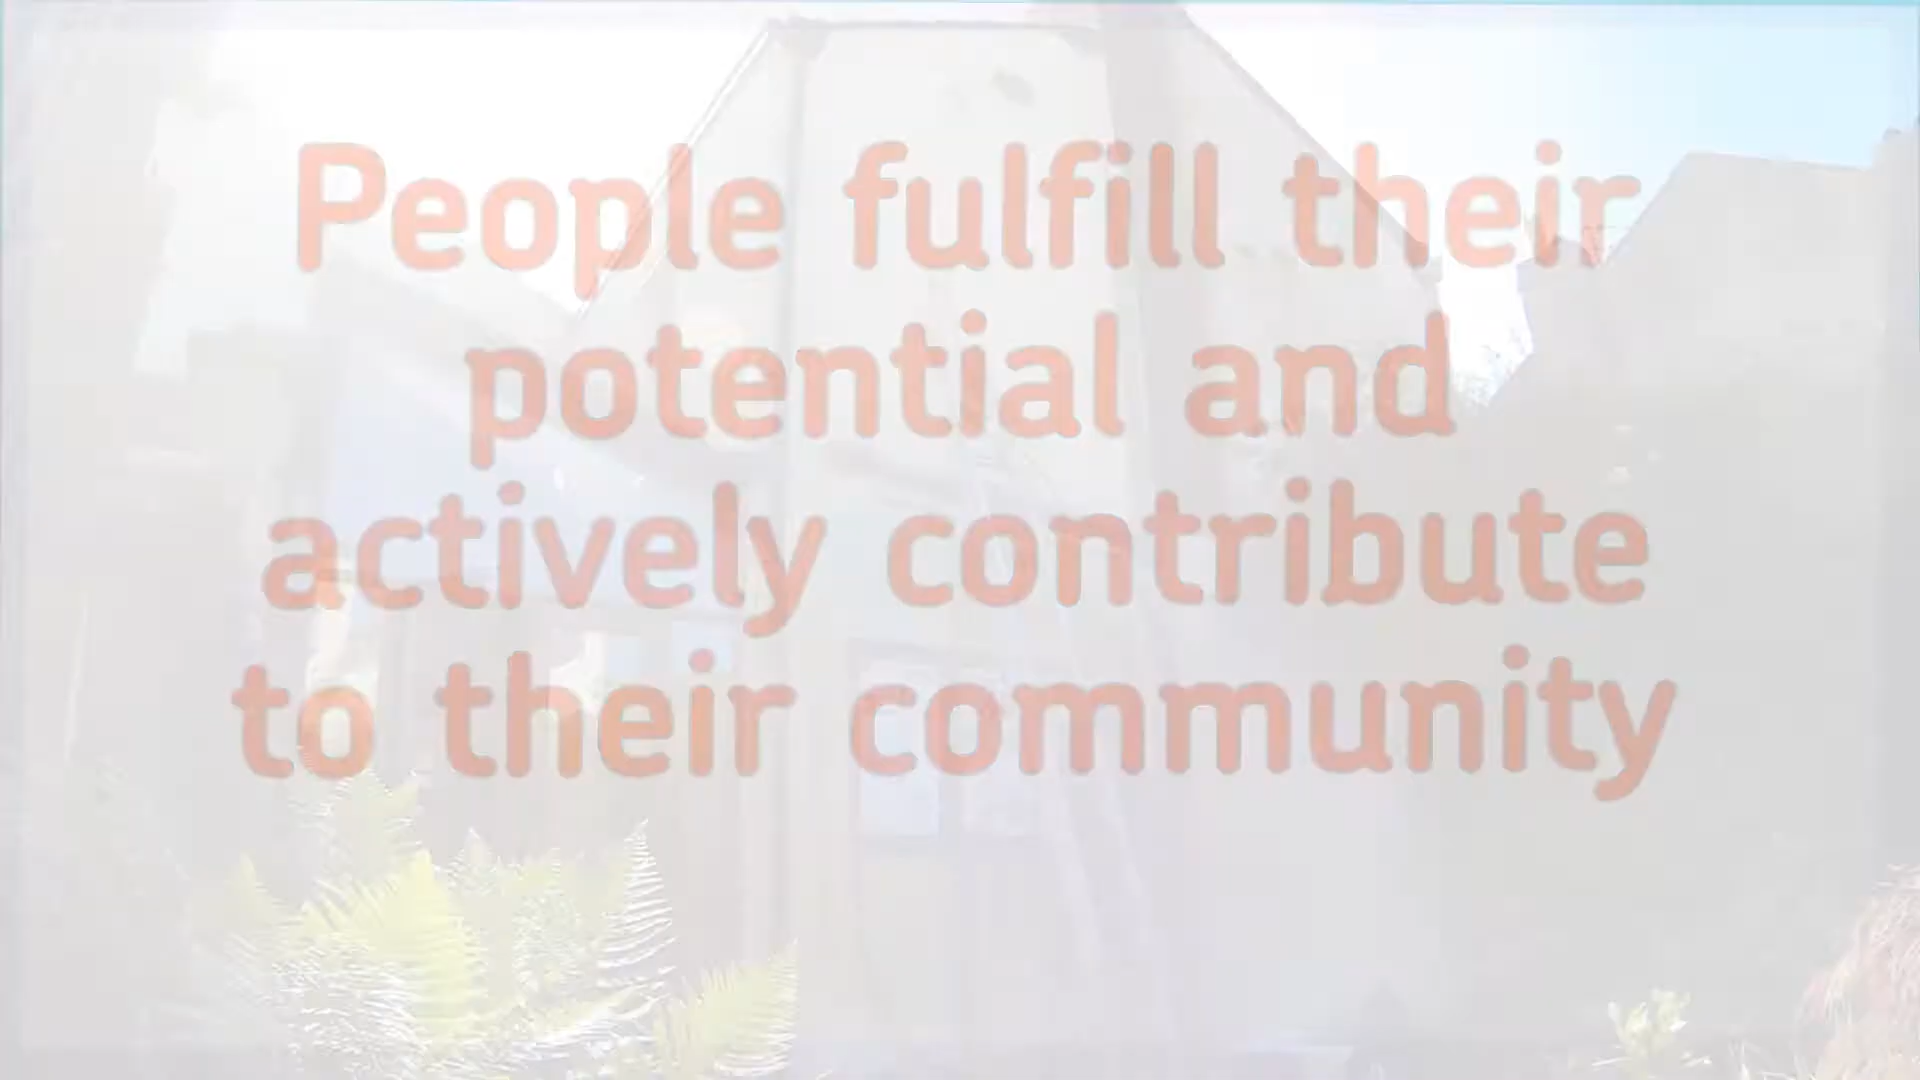 People fulfill their
potential and
actively contribute
to their community